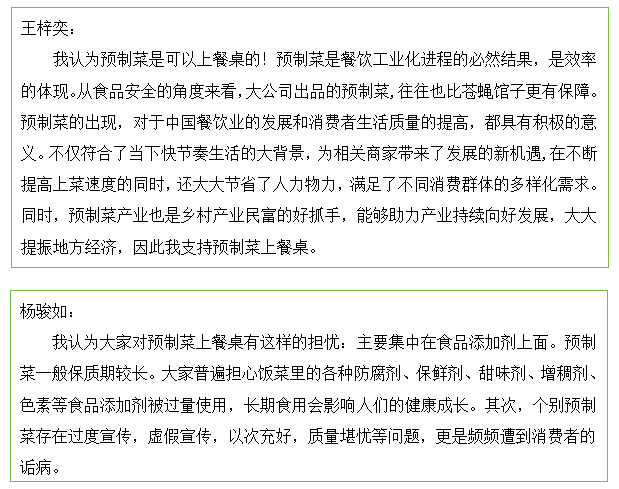 王梓奕：
我认为预制菜是可以上餐桌的！预制菜是餐饮工业化进程的必然结果，是效率
的体现。从食品安全的角度来看,大公司出品的预制菜,往往也比苍蝇馆子更有保障。
预制菜的出现，对于中国餐饮业的发展和消费者生活质量的提高，都具有积极的意
义。不仅符合了当下快节奏生活的大背景，为相关商家带来了发展的新机遇,在不断
提高上菜速度的同时，还大大节省了人力物力，满足了不同消费群体的多样化需求。
同时，预制菜产业也是乡村产业民富的好抓手，能够助力产业持续向好发展，大大
提振地方经济，因此我支持预制菜上餐桌。
杨骏如：
我认为大家对预制菜上餐桌有这样的担忧：主要集中在食品添加剂上面。预制
菜一般保质期较长。大家普遍担心饭菜里的各种防腐剂、保鲜剂、甜味剂、增稠剂、
色素等食品添加剂被过量使用，长期食用会影响人们的健康成长。其次，个别预制
菜存在过度宣传，虚假宣传，以次充好，质量堪忧等问题，更是频频遭到消费者的
诟病。